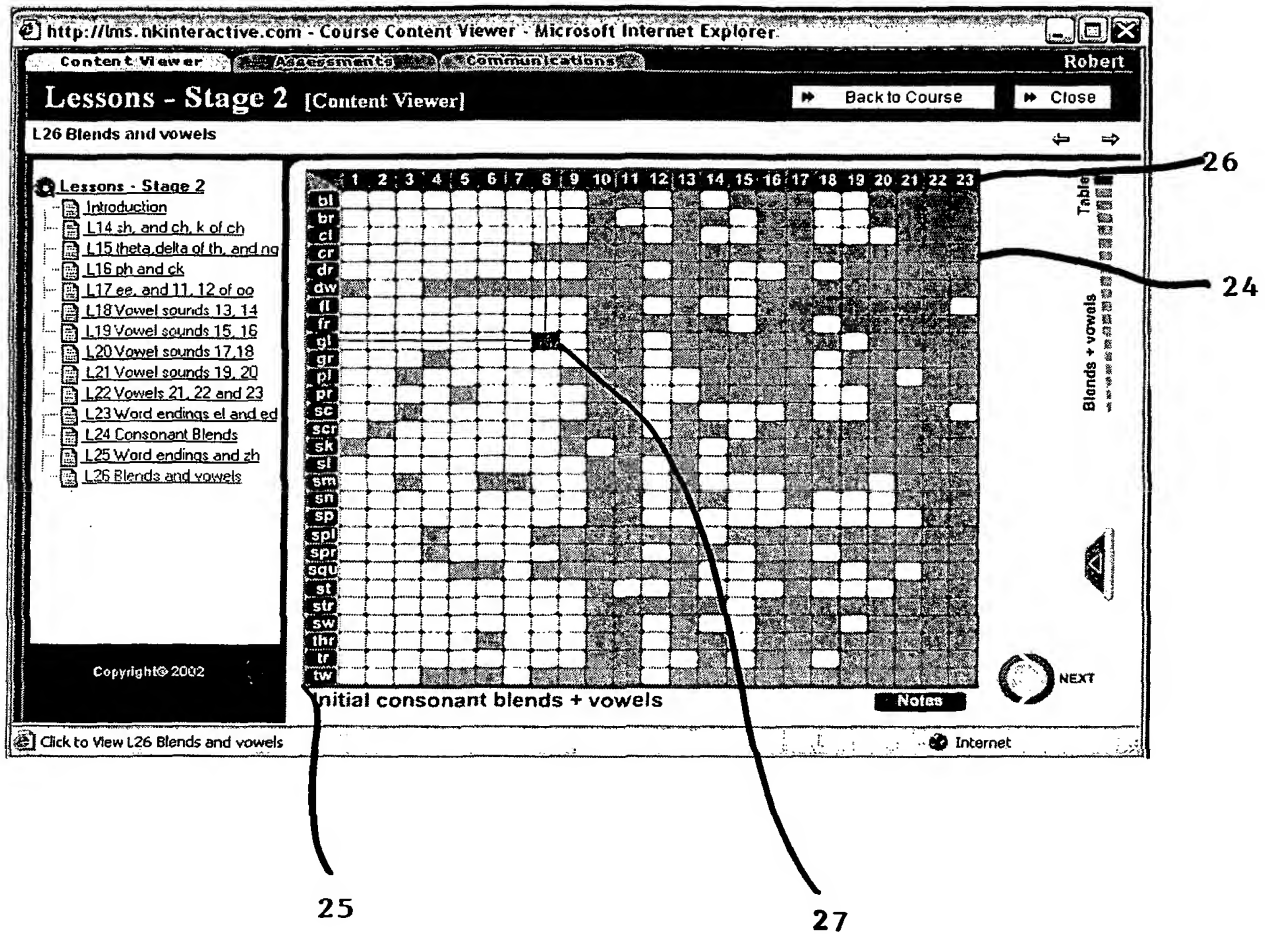 http://lms.nkinteractive.com - Course Content Viewer - Microsoft Internet Explorer
Content Viewer Assessments Communications Robert
Lessons - Stage 2 [Content Viewer] Back to Course Close
L26 Blends and vowels
Lessons - Stage 2
Introduction
L14 sh, and ch, k of ch
L15 theta,delta of th, and ng
L16 ph and ck
L17 ee, and 11, 12 of oo
L18 Vowel sounds 13, 14
L19 Vowel sounds 15, 16
L20 Vowel sounds 17,18
L21 Vowel sounds 19, 20
L22 Vowels 21, 22 and 23
L23 Word endings el and ed
L24 Consonant Blends
L25 Word endings and zh
L26 Blends and vowels
Copyright© 2002
1 2 3 4 5 6 7 8 9 10 11 12 13 14 15 16 17 18 19 20 21 22 23
bl
br
cl
cr
dr
dw
fl
fr
gl
gr
pl
pr
sc
scr
sk
sl
sm
sn
sp
spl
spr
squ
st
str
sw
thr
tr
tw
Initial consonant blends + vowels Notes
Table
Blends + vowels
NEXT
Click to View L26 Blends and vowels Internet
26
24
25
27